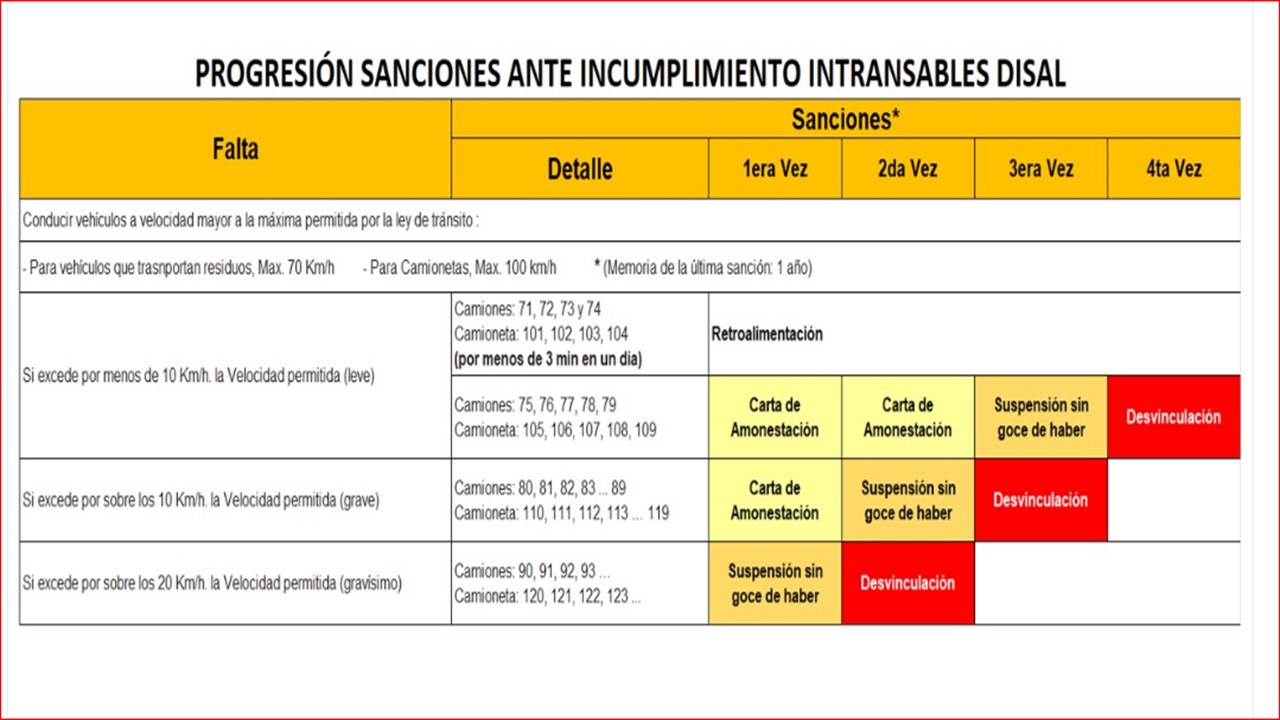 PROGRESIÓN SANCIONES ANTE INCUMPLIMIENTO INTRANSABLES DISAL
Falta
Sanciones*
Detalle
1era Vez
2da Vez
3era Vez
4ta Vez
Conducir vehículos a velocidad mayor a la máxima permitida por la ley de tránsito :
- Para vehículos que trasnportan residuos, Max. 70 Km/h - Para Camionetas, Max. 100 km/h * (Memoria de la última sanción: 1 año)
Si excede por menos de 10 Km/h. la Velocidad permitida (leve)
Camiones: 71, 72, 73 y 74
Camioneta: 101, 102, 103, 104
(por menos de 3 min en un día)
Retroalimentación
Camiones: 75, 76, 77, 78, 79
Camioneta: 105, 106, 107, 108, 109
Carta de
Amonestación
Carta de
Amonestación
Suspensión sin
goce de haber
Desvinculación
Si excede por sobre los 10 Km/h. la Velocidad permitida (grave)
Camiones: 80, 81, 82, 83 ... 89
Camioneta: 110, 111, 112, 113 ... 119
Carta de
Amonestación
Suspensión sin
goce de haber
Desvinculación
Si excede por sobre los 20 Km/h. la Velocidad permitida (gravísimo)
Camiones: 90, 91, 92, 93 ...
Camioneta: 120, 121, 122, 123 ...
Suspensión sin
goce de haber
Desvinculación